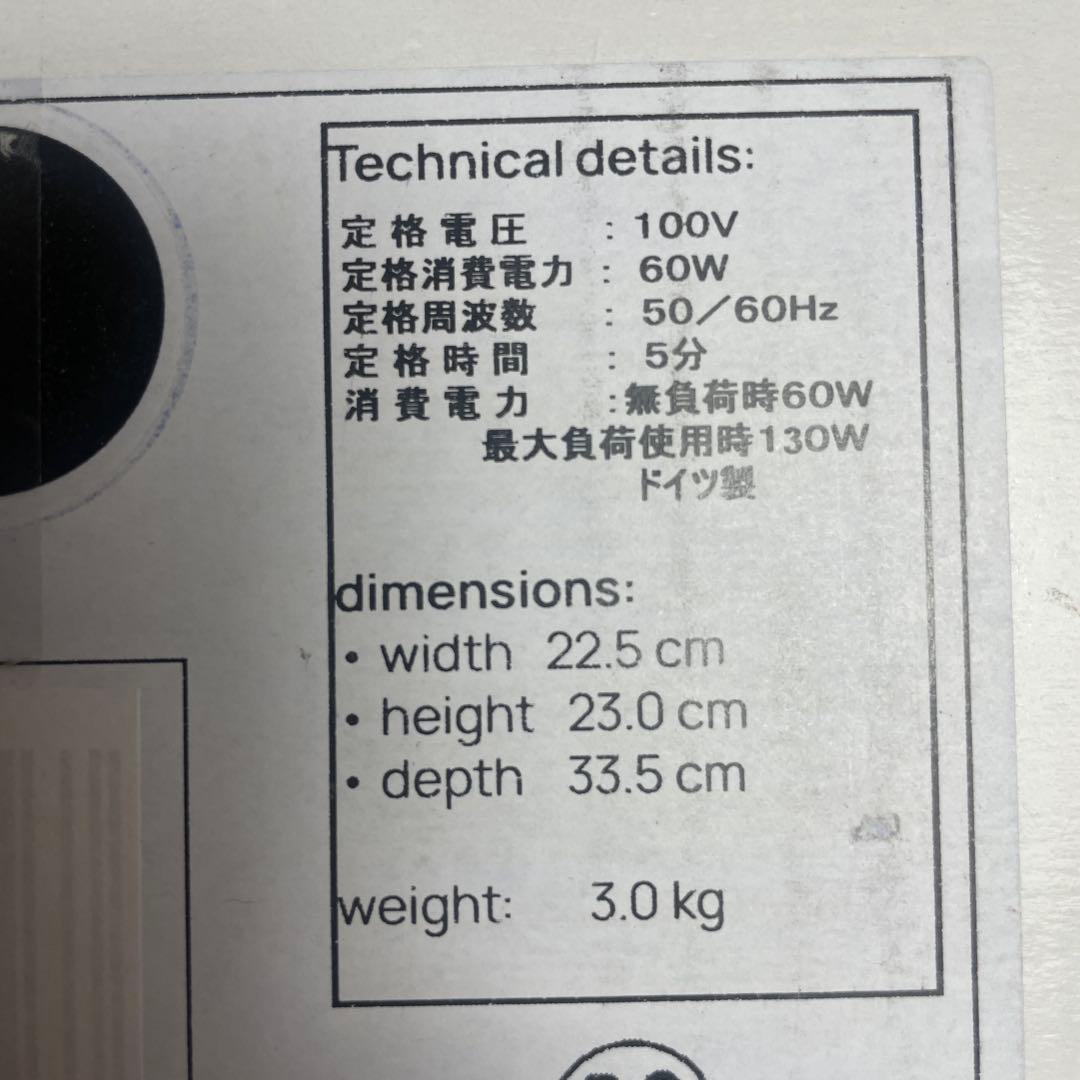 Technical details:
定格電圧 : 100V
定格消費電力 : 60W
定格周波数 : 50／60Hz
定格時間 : 5分
消費電力 :無負荷時60W
最大負荷使用時130W
ドイツ製
dimensions:
• width 22.5 cm
• height 23.0 cm
• depth 33.5 cm
weight: 3.0 kg